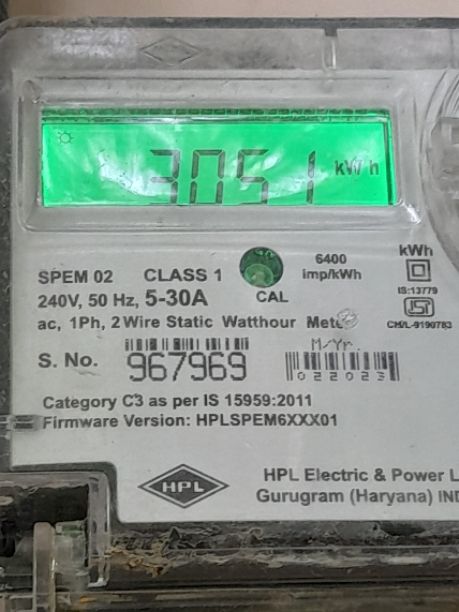 3051 kWh
SPEM 02 CLASS 1
240V, 50 Hz, 5-30A
CAL
6400
imp/kWh
kWh
IS:13779
ISI
CM/L-9190783
ac, 1Ph, 2 Wire Static Watthour
M/Yr.
S. No. 967969
022023
Category C3 as per IS 15959:2011
Firmware Version: HPLSPEM6XXX01
HPL
HPL Electric & Power L
Gurugram (Haryana) IND